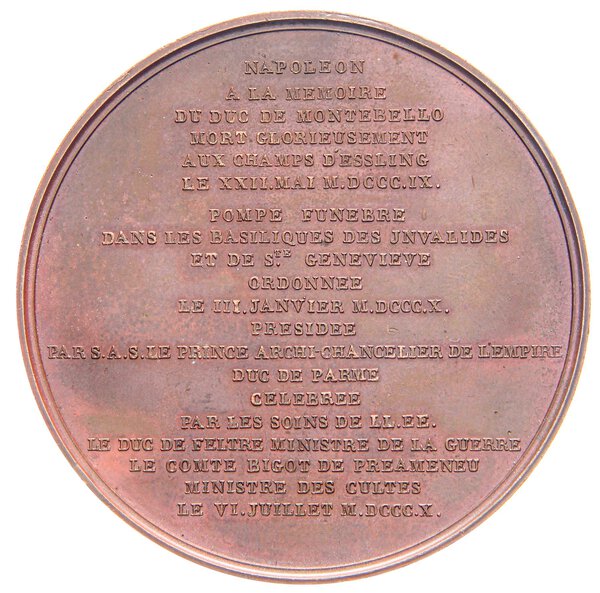 NAPOLEON
A LA MEMOIRE
DU DUC DE MONTEBELLO
MORT GLORIEUSEMENT
AUX CHAMPS D'ESSLING
LE XXII.MAI M.DCCC.IX.
POMPE FUNEBRE
DANS LES BASILIQUES DES JNVALIDES
ET DE S.TE GENEVIEVE
ORDONNEE
LE III.JANVIER M.DCCC.X.
PRESIDEE
PAR S.A.S.LE PRINCE ARCHI-CHANCELIER DE L'EMPIRE
DUC DE PARME
CELEBREE
PAR LES SOINS DE LL.EE.
LE DUC DE FELTRE MINISTRE DE LA GUERRE
LE COMTE BIGOT DE PREAMENEU
MINISTRE DES CULTES
LE VI.JUILLET M.DCCC.X.